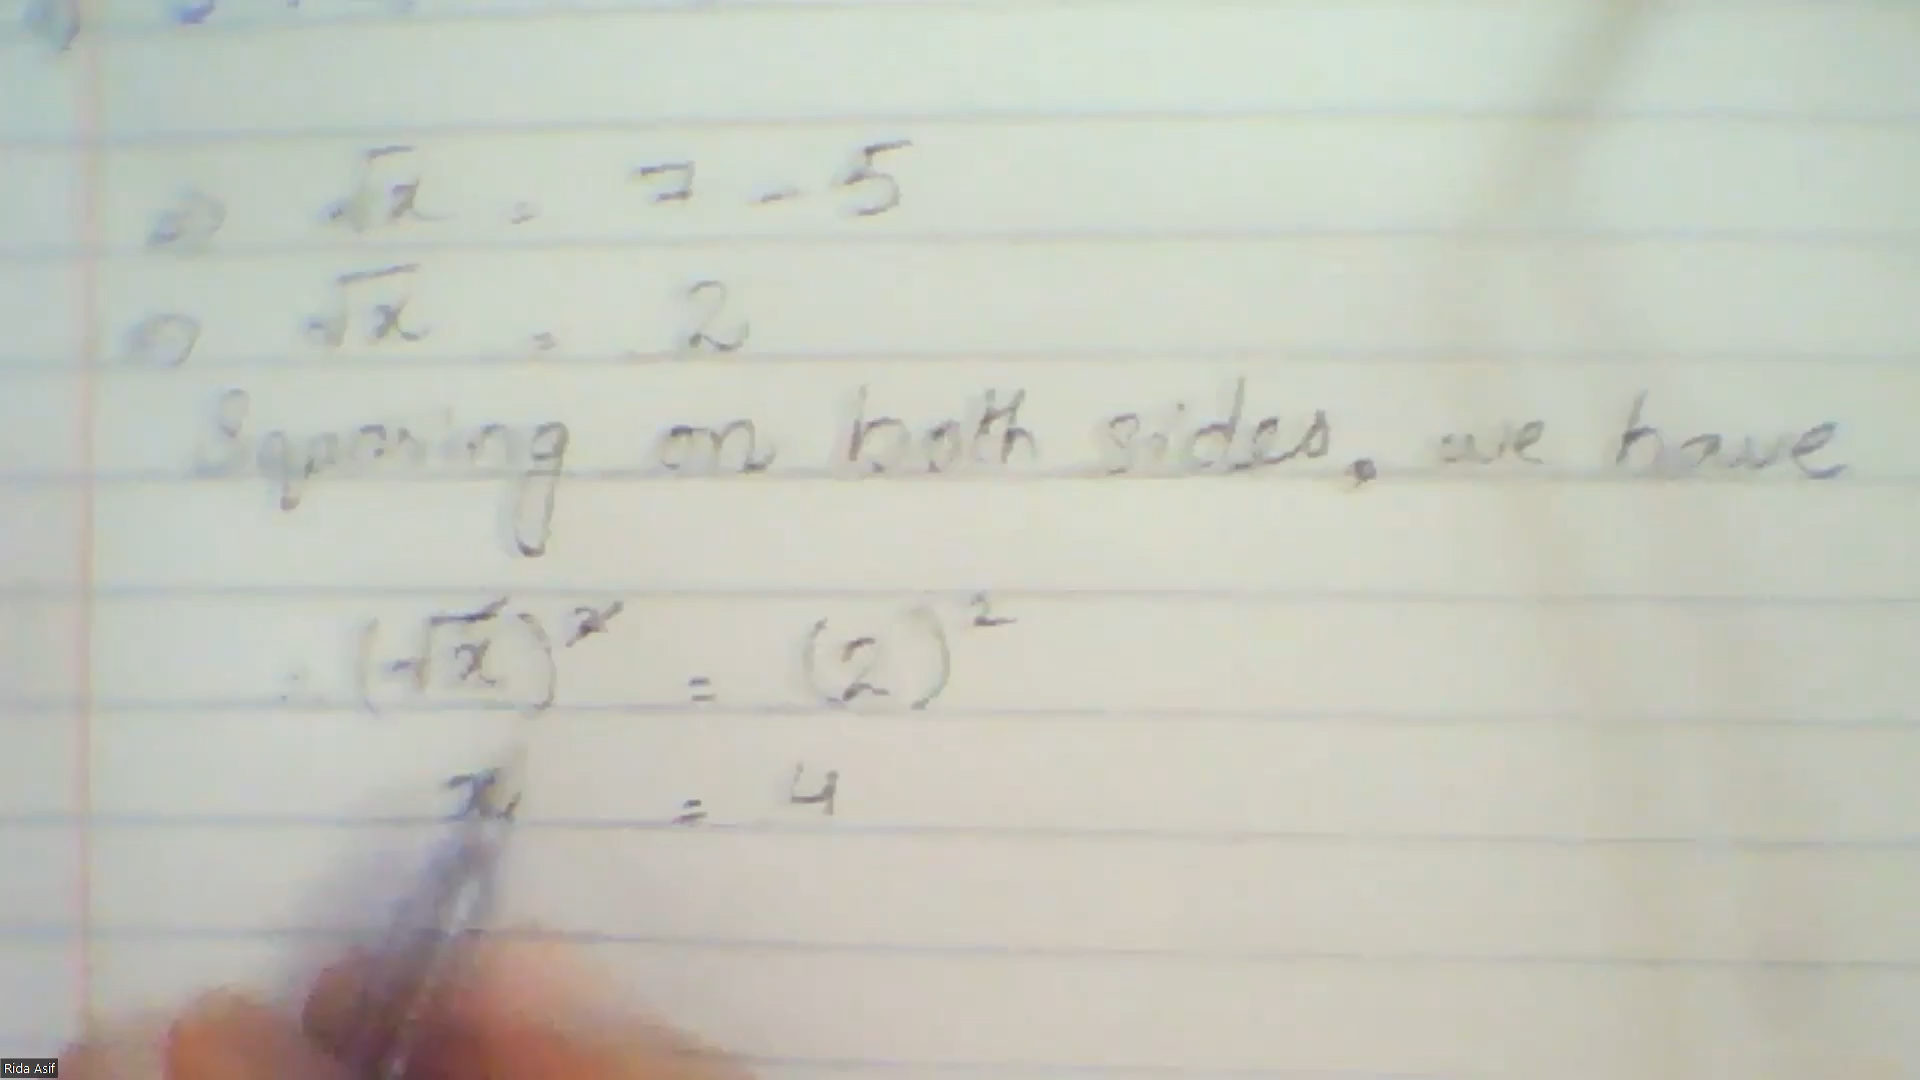 ⇒ √x = 7 - 5
⇒ √x = 2
Squaring on both sides, we have
(√x)² = (2)²
x = 4
Rida Asif